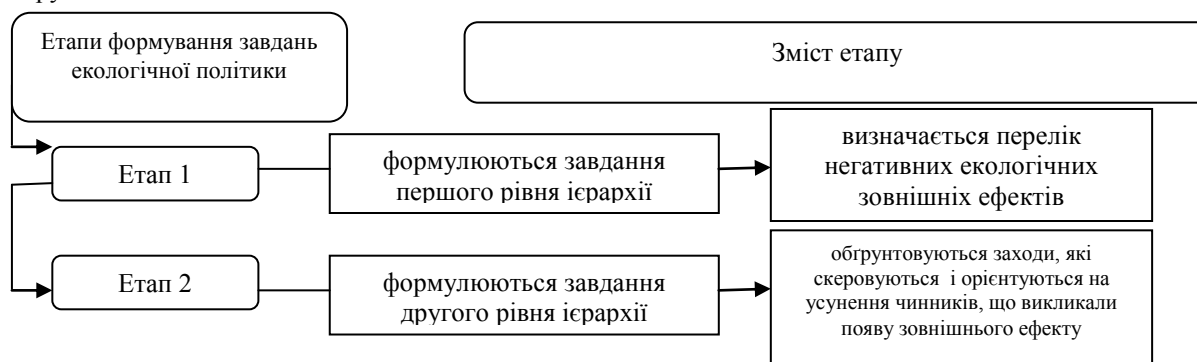 Етапи формування завдань
екологічної політики
Зміст етапу
Етап 1
формулюються завдання
першого рівня ієрархії
визначається перелік
негативних екологічних
зовнішніх ефектів
Етап 2
формулюються завдання
другого рівня ієрархії
обґрунтовуються заходи, які
скеровуються і орієнтуються на
усунення чинників, що викликали
появу зовнішнього ефекту